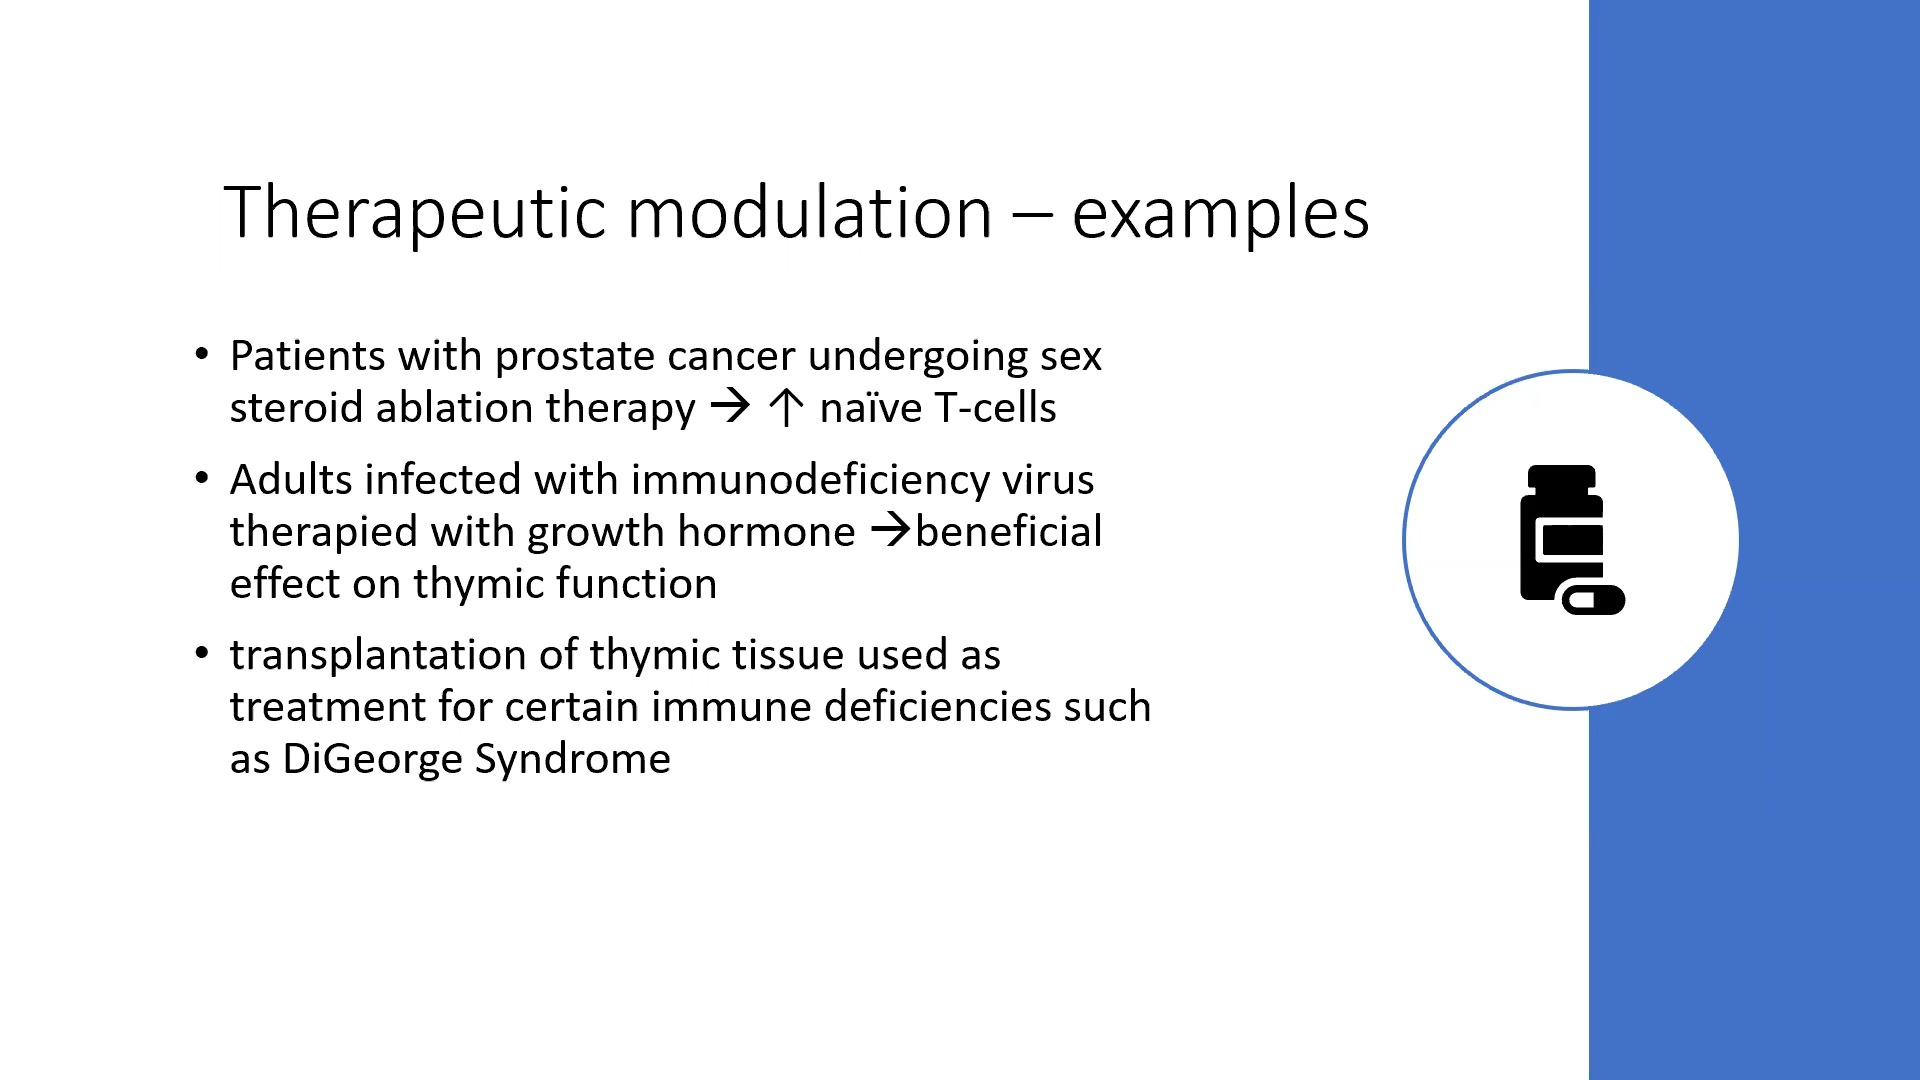 Therapeutic modulation – examples
• Patients with prostate cancer undergoing sex
steroid ablation therapy → ↑ naïve T-cells
• Adults infected with immunodeficiency virus
therapied with growth hormone →beneficial
effect on thymic function
• transplantation of thymic tissue used as
treatment for certain immune deficiencies such
as DiGeorge Syndrome